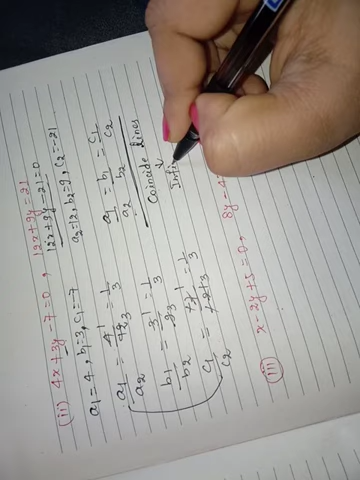 (ii) 4x+3y-7=0, 12x+9y=21
12x+9y-21=0
a₁=4, b₁=3, c₁=-7
a₂=12, b₂=9, c₂=-21
a₁/a₂ = 4/12 = 1/3
a₁/a₂ = b₁/b₂ = c₁/c₂
b₁/b₂ = 3/9 = 1/3
Coincide lines
c₁/c₂ = -7/-21 = 1/3
Infi
(iii) x-2y+5=0, 8y-4